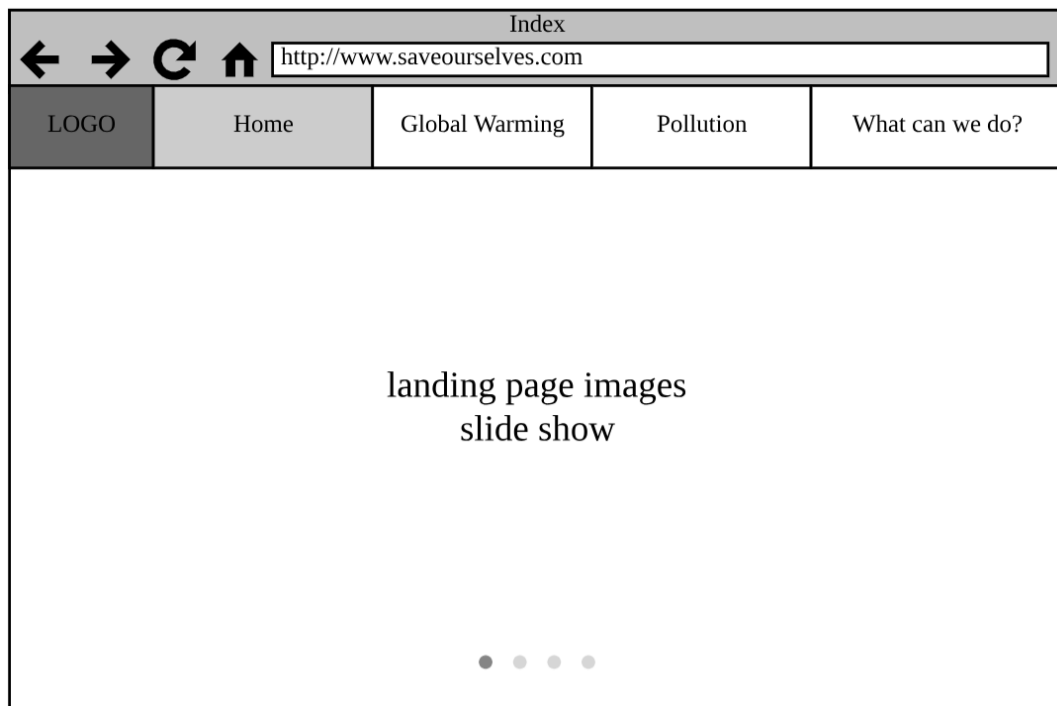 Index
http://www.saveourselves.com
LOGO
Home
Global Warming
Pollution
What can we do?
landing page images
slide show